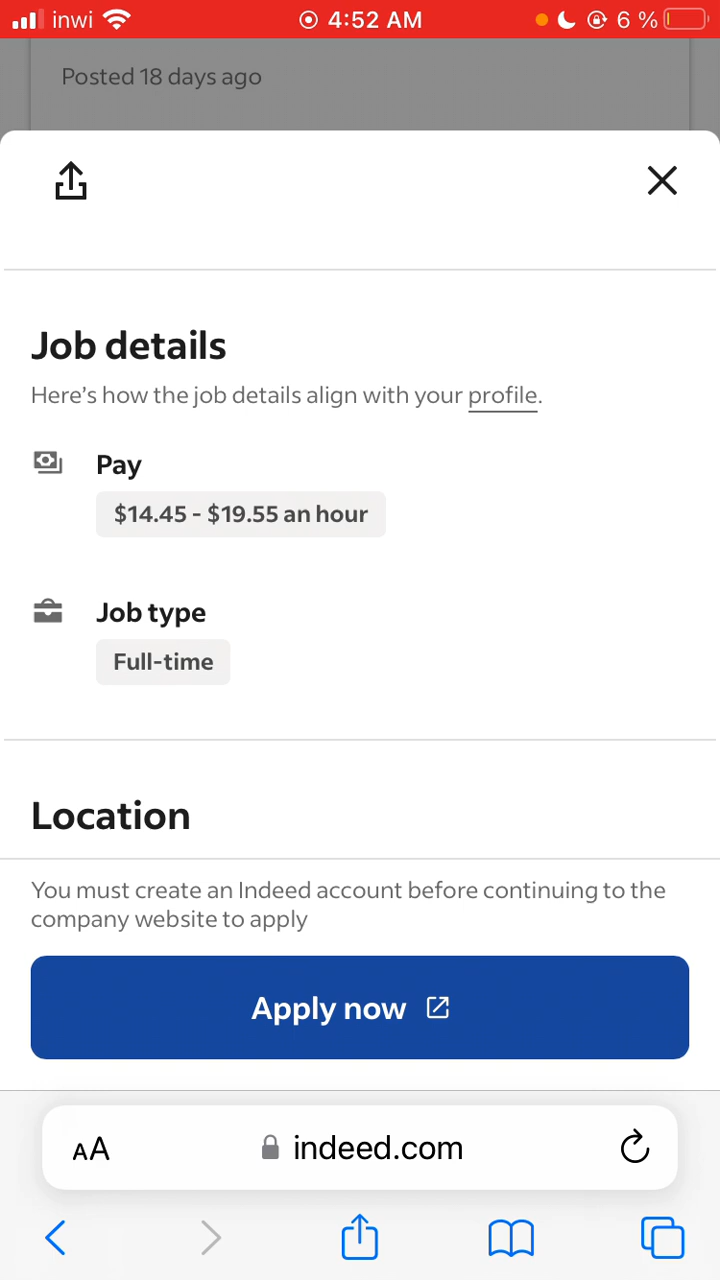 inwi 4:52 AM 6 %
Posted 18 days ago
Job details
Here's how the job details align with your profile.
Pay
$14.45 - $19.55 an hour
Job type
Full-time
Location
You must create an Indeed account before continuing to the
company website to apply
Apply now
AA indeed.com